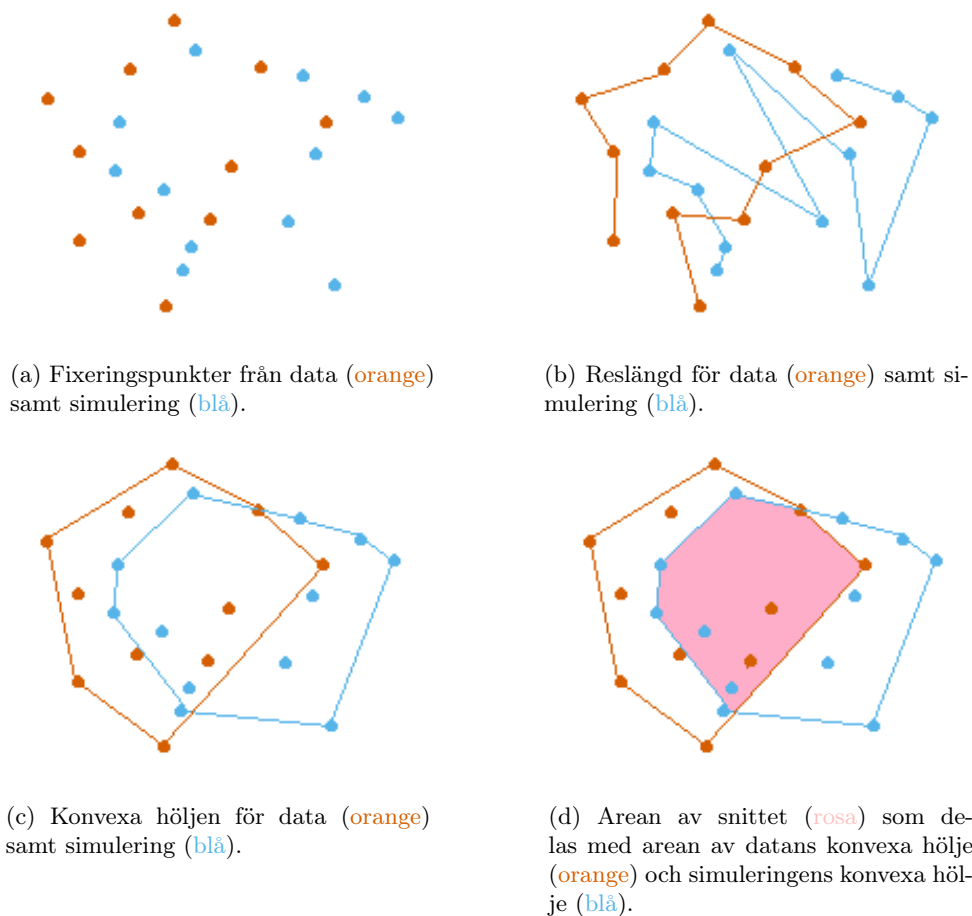 (a) Fixeringspunkter från data (orange)
samt simulering (blå).
(b) Reslängd för data (orange) samt si-
mulering (blå).
(c) Konvexa höljen för data (orange)
samt simulering (blå).
(d) Arean av snittet (rosa) som de-
las med arean av datans konvexa hölje
(orange) och simuleringens konvexa höl-
je (blå).